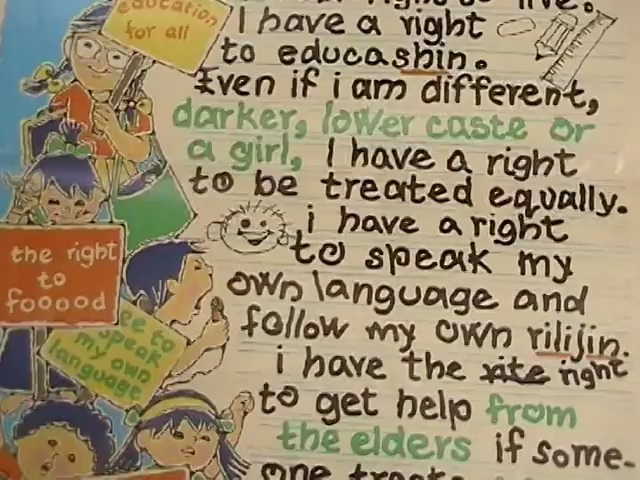 education
for all
I have a right
to educashin.
Even if i am different,
darker, lower caste or
a girl, I have a right
to be treated equally.
i have a right
to speak my
own language and
follow my own rilijin.
i have the rite right
to get help from
the elders if some-
the right
to
fooood
to
speak
my own
language